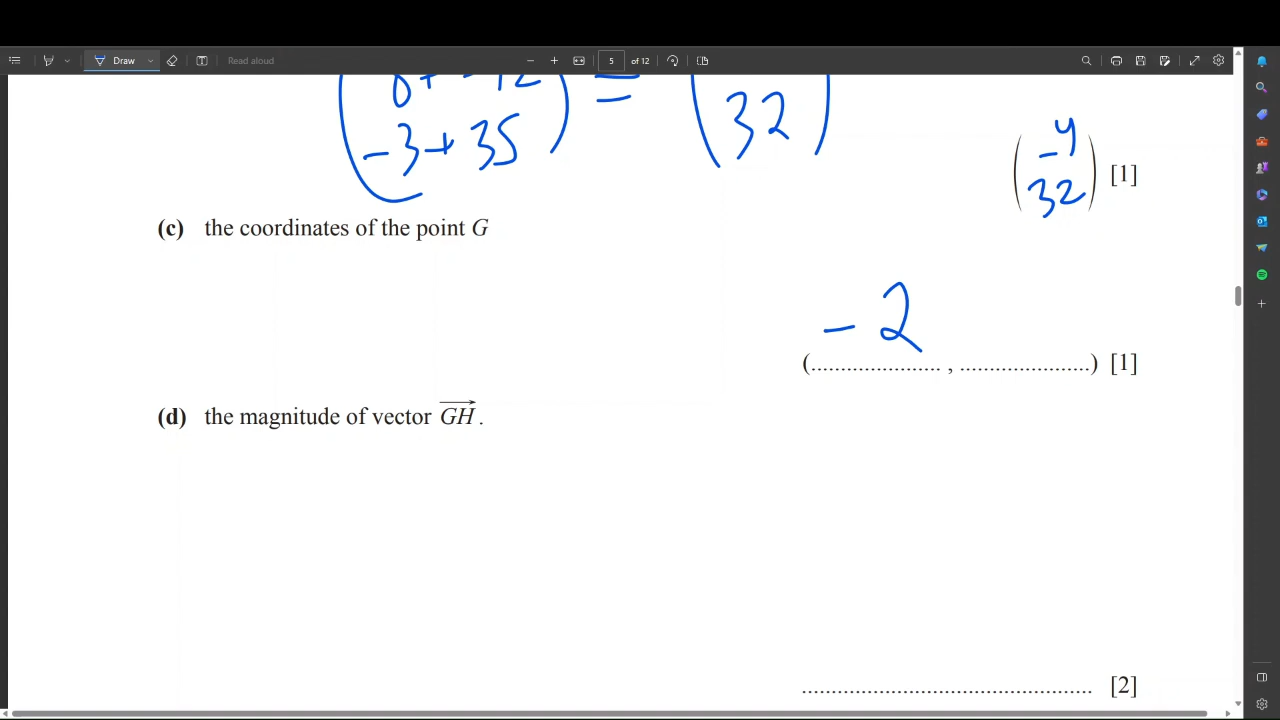 Draw
Read aloud
5 of 12
-3 + 35
32
-4
32 [1]
(c) the coordinates of the point G
- 2
(...................... , ......................) [1]
(d) the magnitude of vector GH.
................................................. [2]